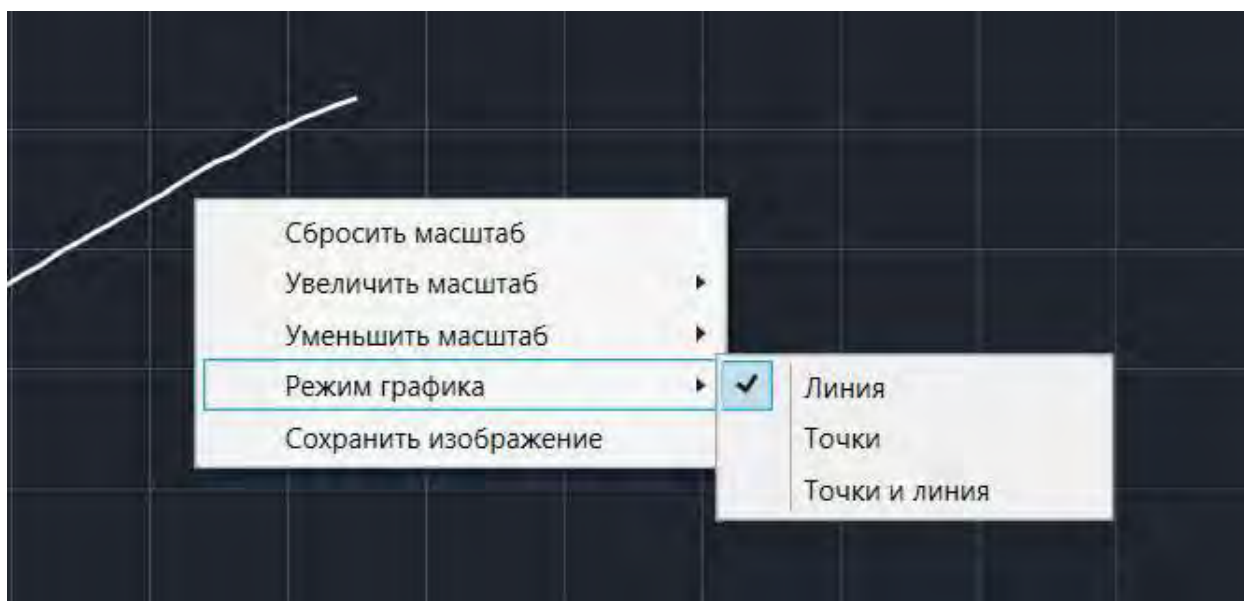 Сбросить масштаб
Увеличить масштаб
Уменьшить масштаб
Режим графика
Сохранить изображение
Линия
Точки
Точки и линия